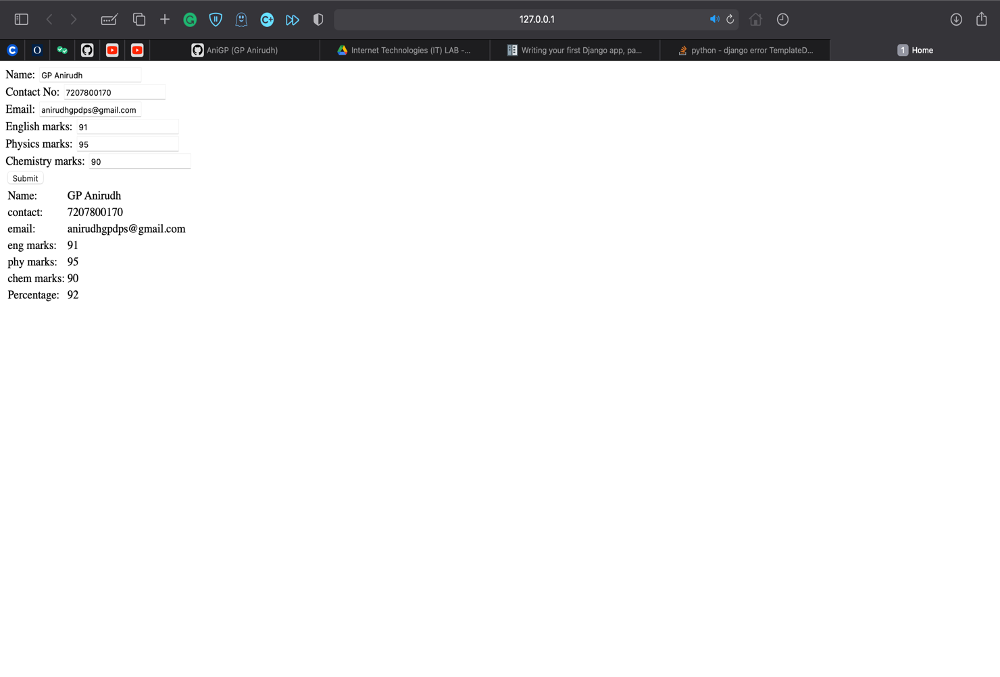 127.0.0.1
AniGP (GP Anirudh)
Internet Technologies (IT) LAB -...
Writing your first Django app, pa...
python - django error TemplateD...
1 Home
Name: GP Anirudh
Contact No: 7207800170
Email: anirudhgpdps@gmail.com
English marks: 91
Physics marks: 95
Chemistry marks: 90
Submit
Name: GP Anirudh
contact: 7207800170
email: anirudhgpdps@gmail.com
eng marks: 91
phy marks: 95
chem marks: 90
Percentage: 92